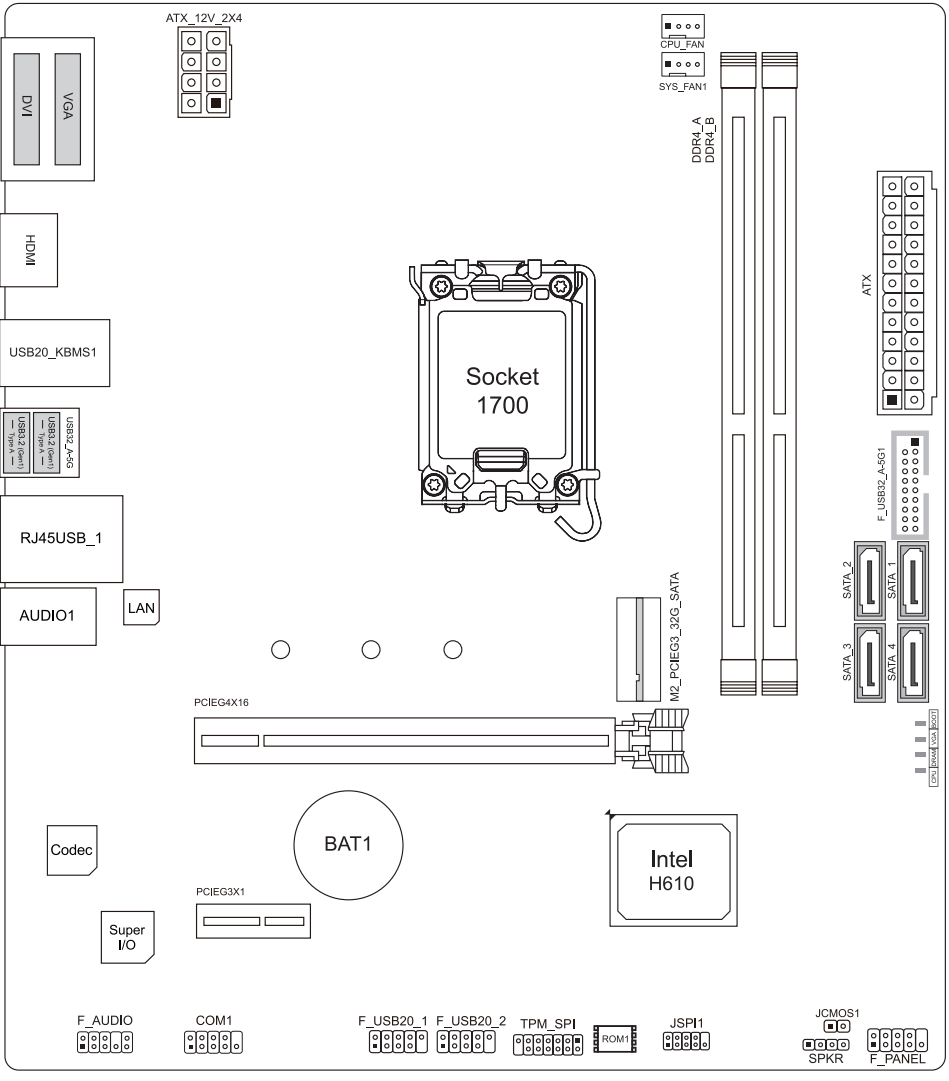 ATX_12V_2X4
CPU_FAN
SYS_FAN1
DVI
VGA
DDR4_A
DDR4_B
HDMI
ATX
USB20_KBMS1
Socket
1700
USB3.2 (Gen1)
— Type A —
USB3.2 (Gen1)
— Type A —
USB32_A-5G
F_USB32_A-5G1
RJ45USB_1
SATA_2
SATA_1
AUDIO1
LAN
M2_PCIEG3_32G_SATA
SATA_3
SATA_4
PCIEG4X16
BOOT
VGA
DRAM
CPU
BAT1
Codec
Intel
H610
PCIEG3X1
Super
I/O
F_AUDIO
COM1
F_USB20_1
F_USB20_2
TPM_SPI
ROM1
JSPI1
JCMOS1
SPKR
F_PANEL